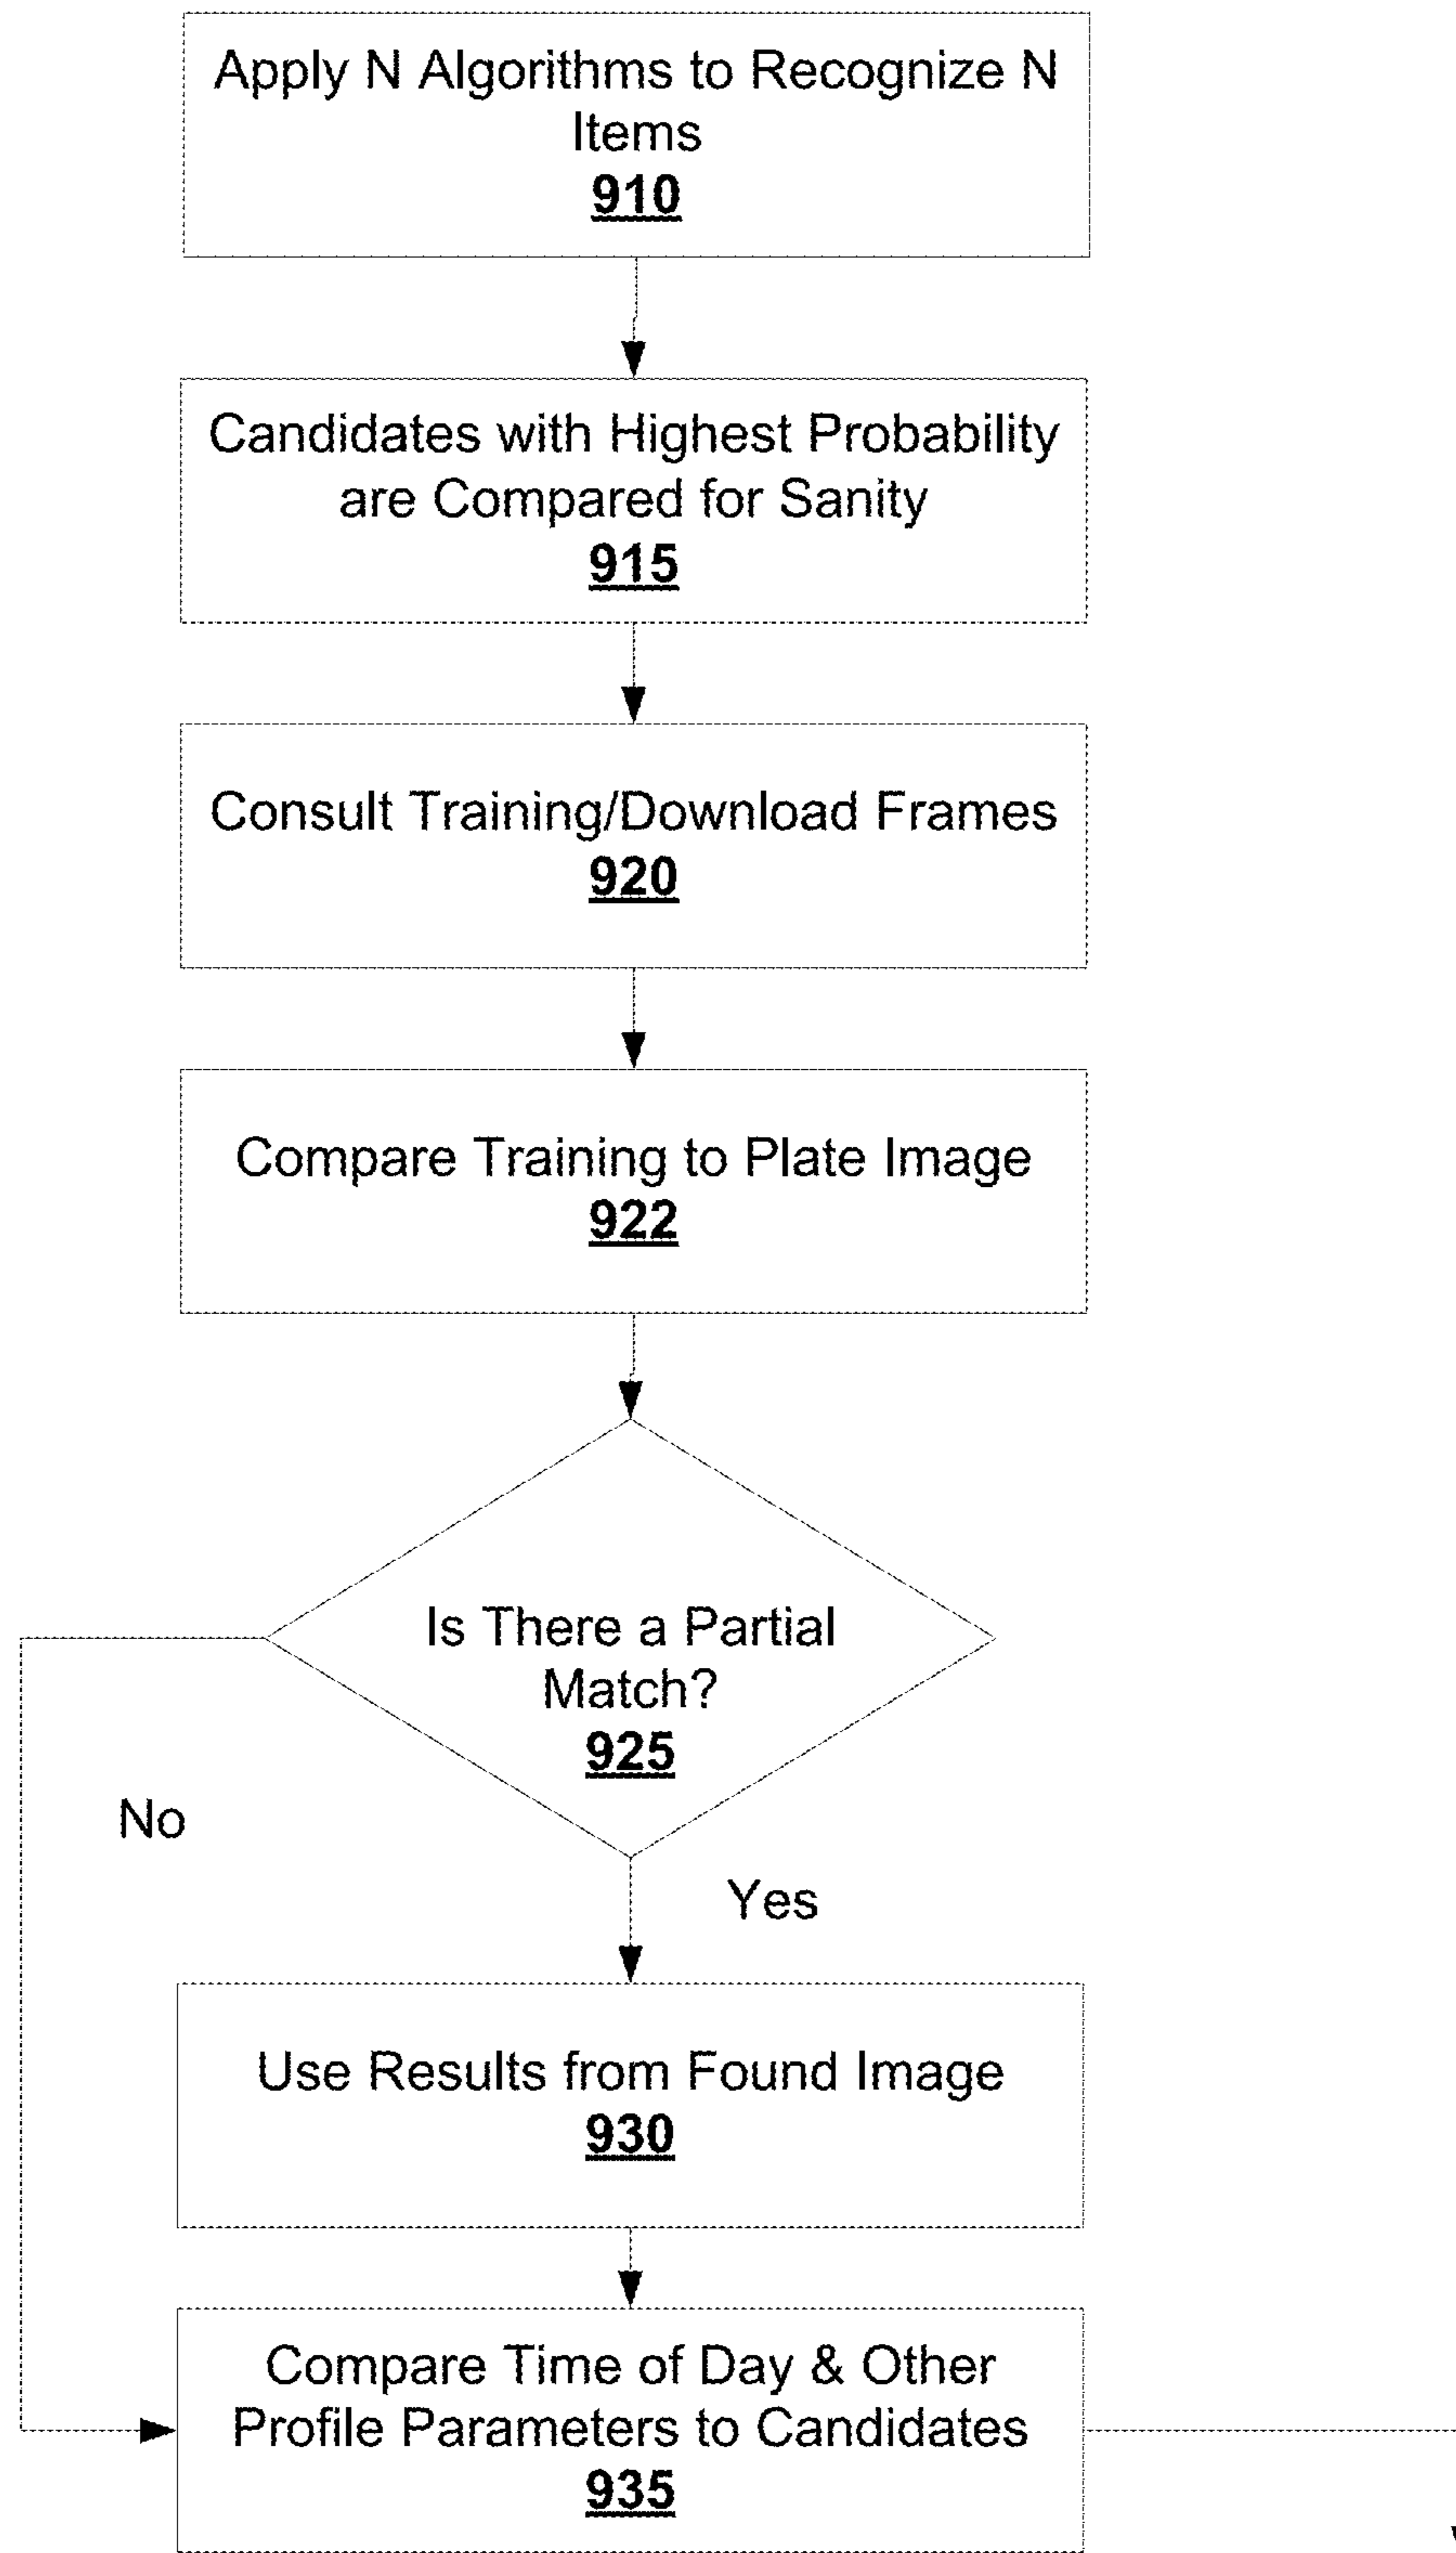 Apply N Algorithms to Recognize N
Items
910
Candidates with Highest Probability
are Compared for Sanity
915
Consult Training/Download Frames
920
Compare Training to Plate Image
922
Is There a Partial
Match?
925
No
Yes
Use Results from Found Image
930
Compare Time of Day & Other
Profile Parameters to Candidates
935